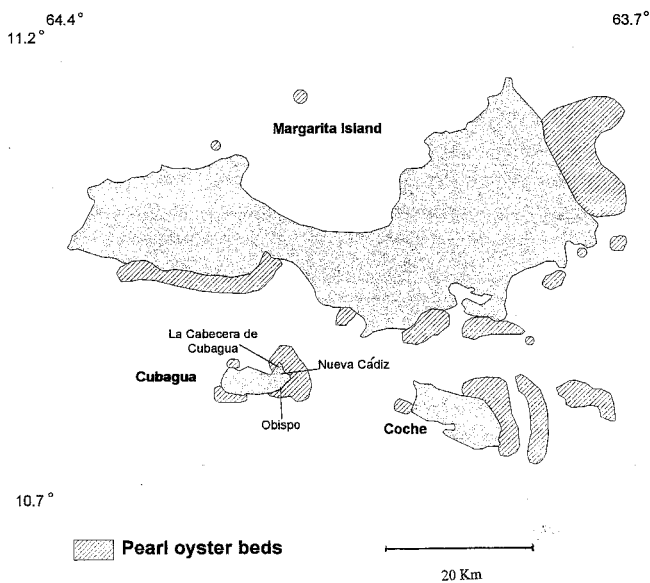 64.4°
63.7°
11.2°
Margarita Island
La Cabecera de
Cubagua
Nueva Cádiz
Cubagua
Obispo
Coche
10.7°
Pearl oyster beds
20 Km